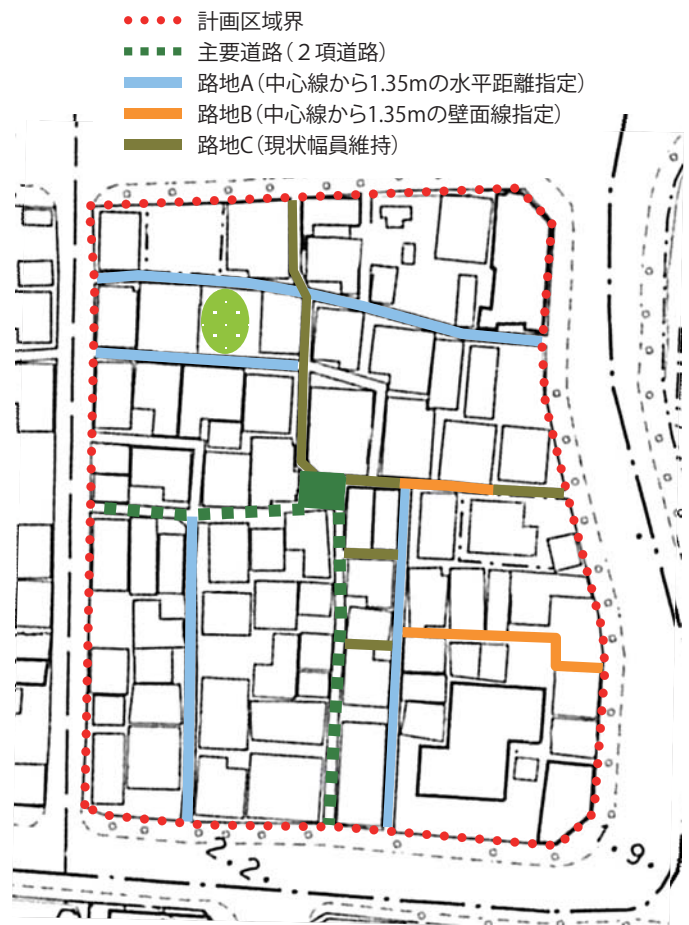 計画区域界
主要道路（２項道路）
路地A（中心線から1.35mの水平距離指定）
路地B（中心線から1.35mの壁面線指定）
路地C（現状幅員維持）
2.2.
1.9.